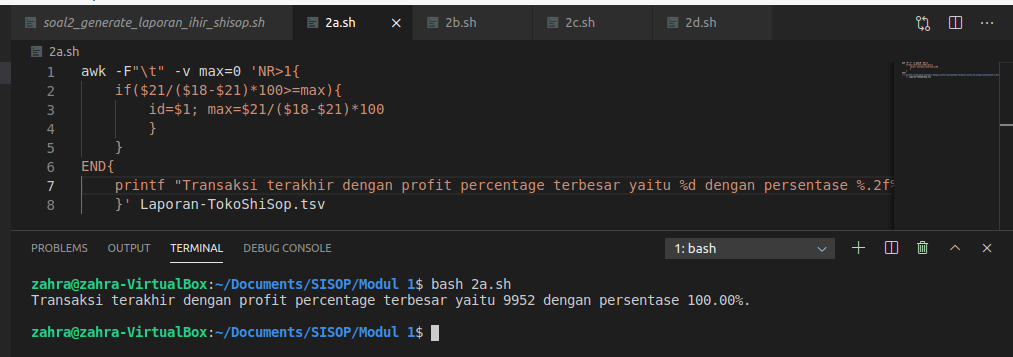 soal2_generate_laporan_ihir_shisop.sh 2a.sh 2b.sh 2c.sh 2d.sh
2a.sh
1 awk -F"\t" -v max=0 'NR>1{
2 if($21/($18-$21)*100>=max){
3 id=$1; max=$21/($18-$21)*100
4 }
5 }
6 END{
7 printf "Transaksi terakhir dengan profit percentage terbesar yaitu %d dengan persentase %.2f%
8 }' Laporan-TokoShiSop.tsv
PROBLEMS OUTPUT TERMINAL DEBUG CONSOLE 1: bash
zahra@zahra-VirtualBox:~/Documents/SISOP/Modul 1$ bash 2a.sh
Transaksi terakhir dengan profit percentage terbesar yaitu 9952 dengan persentase 100.00%.
zahra@zahra-VirtualBox:~/Documents/SISOP/Modul 1$